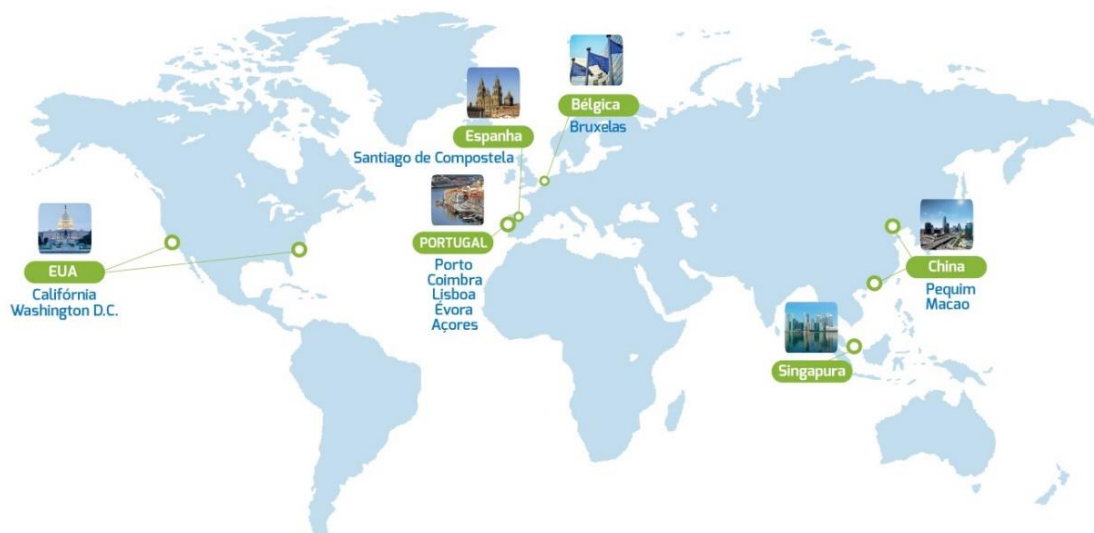 Bélgica
Bruxelas
Espanha
Santiago de Compostela
PORTUGAL
Porto
Coimbra
Lisboa
Évora
Açores
EUA
Califórnia
Washington D.C.
China
Pequim
Macao
Singapura